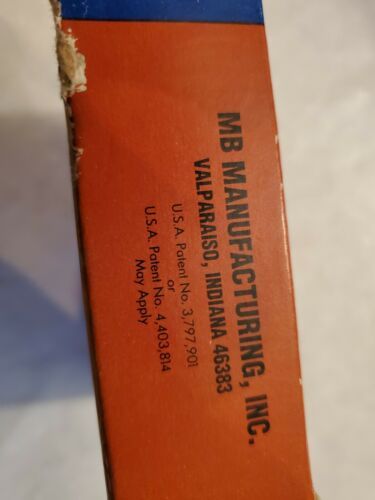 MB MANUFACTURING, INC.
VALPARAISO, INDIANA 46383
U.S.A. Patent No. 3,797,901
or
U.S.A. Patent No. 4,403,814
May Apply